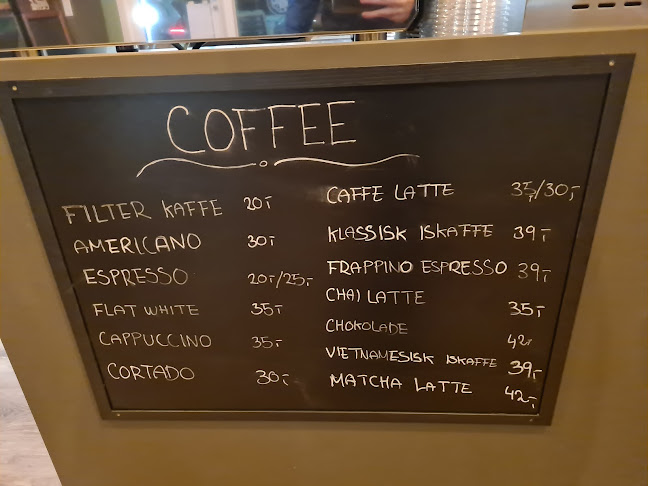 COFFEE
FILTER KAFFE 20,-
AMERICANO 30,-
ESPRESSO 20,-/25,-
FLAT WHITE 35,-
CAPPUCCINO 35,-
CORTADO 30,-
CAFFE LATTE 35/30,-
KLASSISK ISKAFFE 39,-
FRAPPINO ESPRESSO 39,-
CHAI LATTE 35,-
CHOKOLADE 42,-
VIETNAMESISK ISKAFFE 39,-
MATCHA LATTE 42,-